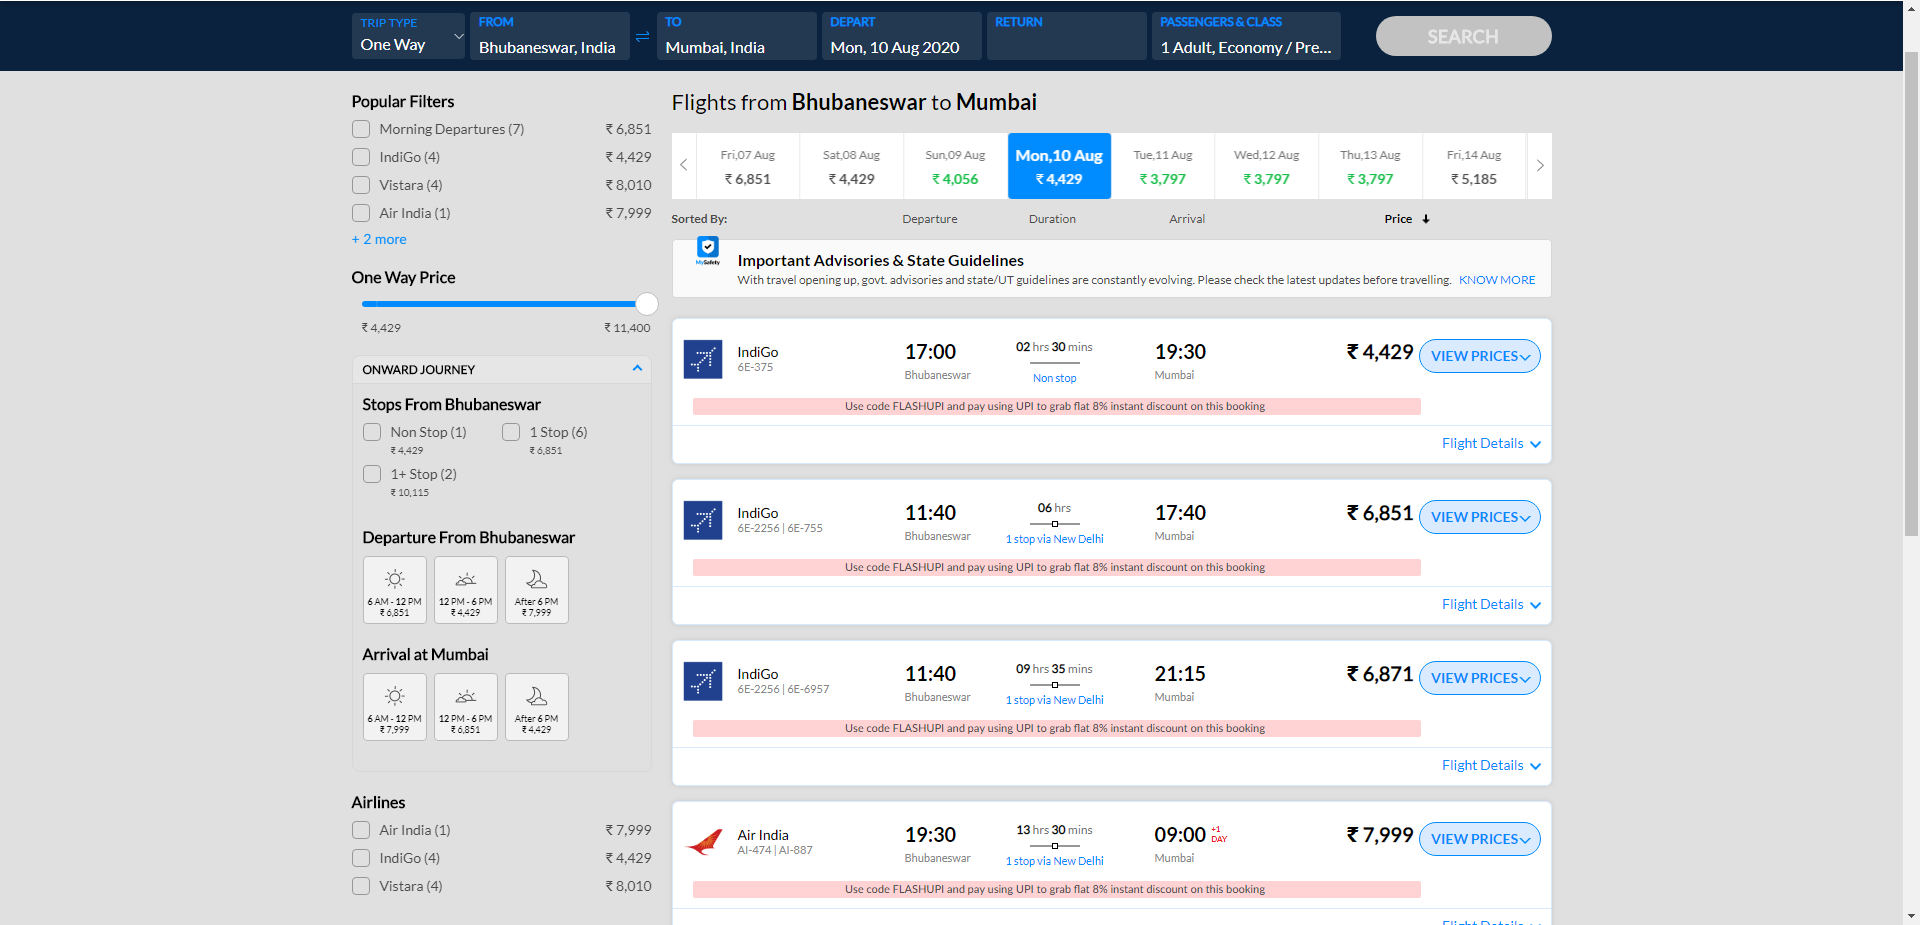 TRIP TYPE
One Way
FROM
Bhubaneswar, India
TO
Mumbai, India
DEPART
Mon, 10 Aug 2020
RETURN
PASSENGERS & CLASS
1 Adult, Economy / Pre...
SEARCH
Popular Filters
Morning Departures (7) ₹ 6,851
IndiGo (4) ₹ 4,429
Vistara (4) ₹ 8,010
Air India (1) ₹ 7,999
+ 2 more
One Way Price
₹ 4,429 ₹ 11,400
ONWARD JOURNEY
Stops From Bhubaneswar
Non Stop (1) 1 Stop (6)
₹ 4,429 ₹ 6,851
1+ Stop (2)
₹ 10,115
Departure From Bhubaneswar
6 AM - 12 PM 12 PM - 6 PM After 6 PM
₹ 6,851 ₹ 4,429 ₹ 7,999
Arrival at Mumbai
6 AM - 12 PM 12 PM - 6 PM After 6 PM
₹ 7,999 ₹ 6,851 ₹ 4,429
Airlines
Air India (1) ₹ 7,999
IndiGo (4) ₹ 4,429
Vistara (4) ₹ 8,010
Flights from Bhubaneswar to Mumbai
Fri,07 Aug Sat,08 Aug Sun,09 Aug Mon,10 Aug Tue,11 Aug Wed,12 Aug Thu,13 Aug Fri,14 Aug
₹ 6,851 ₹ 4,429 ₹ 4,056 ₹ 4,429 ₹ 3,797 ₹ 3,797 ₹ 3,797 ₹ 5,185
Sorted By: Departure Duration Arrival Price
MySafety
Important Advisories & State Guidelines
With travel opening up, govt. advisories and state/UT guidelines are constantly evolving. Please check the latest updates before travelling. KNOW MORE
IndiGo 17:00 02 hrs 30 mins 19:30 ₹ 4,429 VIEW PRICES
6E-375 Bhubaneswar Non stop Mumbai
Use code FLASHUPI and pay using UPI to grab flat 8% instant discount on this booking
Flight Details
IndiGo 11:40 06 hrs 17:40 ₹ 6,851 VIEW PRICES
6E-2256 | 6E-755 Bhubaneswar 1 stop via New Delhi Mumbai
Use code FLASHUPI and pay using UPI to grab flat 8% instant discount on this booking
Flight Details
IndiGo 11:40 09 hrs 35 mins 21:15 ₹ 6,871 VIEW PRICES
6E-2256 | 6E-6957 Bhubaneswar 1 stop via New Delhi Mumbai
Use code FLASHUPI and pay using UPI to grab flat 8% instant discount on this booking
Flight Details
Air India 19:30 13 hrs 30 mins 09:00 +1 DAY ₹ 7,999 VIEW PRICES
AI-474 | AI-887 Bhubaneswar 1 stop via New Delhi Mumbai
Use code FLASHUPI and pay using UPI to grab flat 8% instant discount on this booking
Flight Details